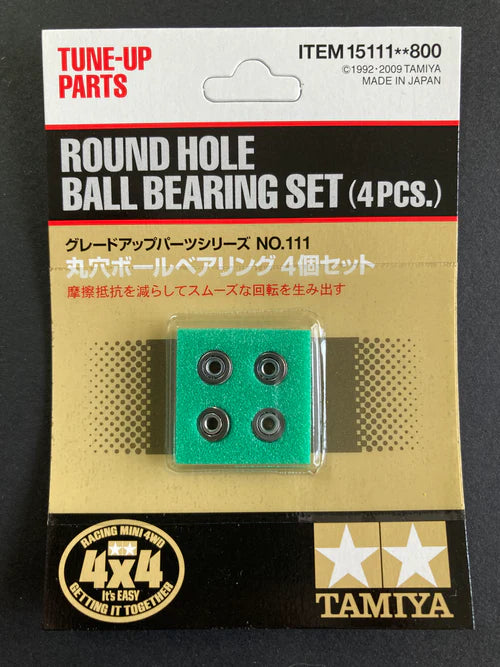 TUNE-UP
PARTS
ITEM 15111**800
©1992・2009 TAMIYA
MADE IN JAPAN
ROUND HOLE
BALL BEARING SET (4 PCS.)
グレードアップパーツシリーズ NO.111
丸穴ボールベアリング 4個セット
摩擦抵抗を減らしてスムーズな回転を生み出す
RACING MINI 4WD
4x4
It's EASY
GETTING IT TOGETHER
TAMIYA